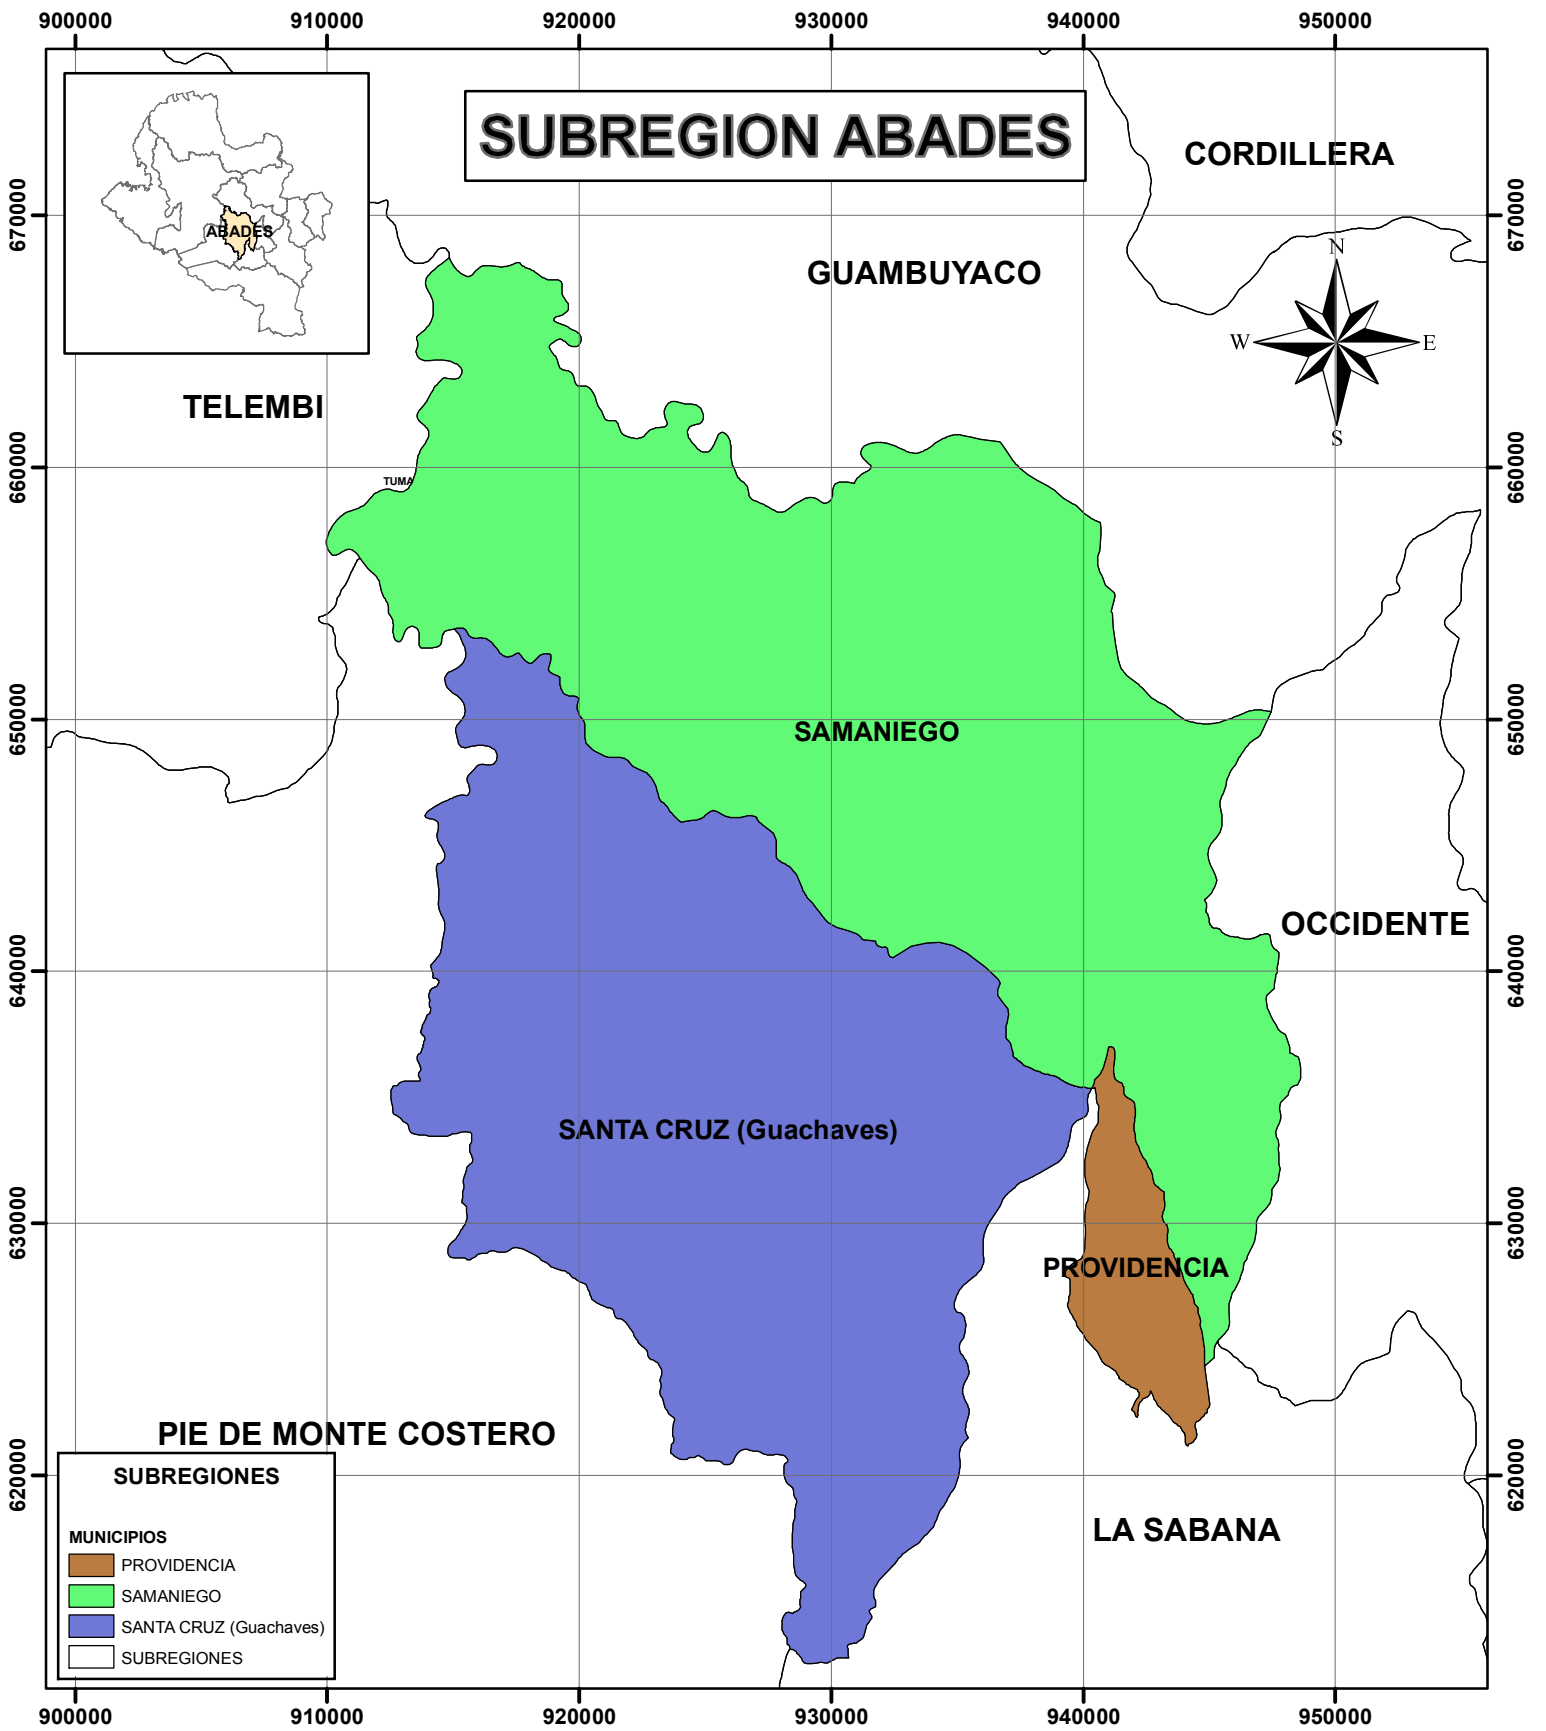 900000 910000 920000 930000 940000 950000
SUBREGION ABADES
CORDILLERA
670000
670000
ABADES
N
GUAMBUYACO
W
E
TELEMBI
S
660000
660000
TUMA
650000
650000
SAMANIEGO
OCCIDENTE
640000
640000
SANTA CRUZ (Guachaves)
630000
630000
PROVIDENCIA
PIE DE MONTE COSTERO
620000
620000
SUBREGIONES
LA SABANA
MUNICIPIOS
PROVIDENCIA
SAMANIEGO
SANTA CRUZ (Guachaves)
SUBREGIONES
900000 910000 920000 930000 940000 950000